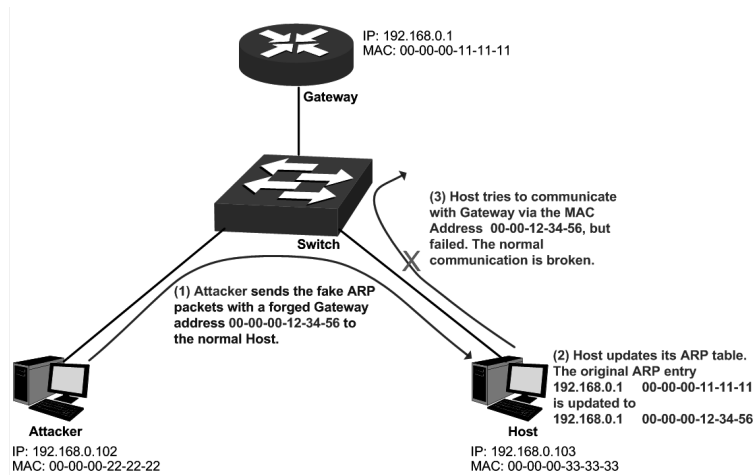 IP: 192.168.0.1
MAC: 00-00-00-11-11-11
Gateway
(3) Host tries to communicate
with Gateway via the MAC
Address 00-00-12-34-56, but
failed. The normal
communication is broken.
Switch
(1) Attacker sends the fake ARP
packets with a forged Gateway
address 00-00-00-12-34-56 to
the normal Host.
(2) Host updates its ARP table.
The original ARP entry
192.168.0.1 00-00-00-11-11-11
is updated to
192.168.0.1 00-00-00-12-34-56
Attacker
IP: 192.168.0.102
MAC: 00-00-00-22-22-22
Host
IP: 192.168.0.103
MAC: 00-00-00-33-33-33